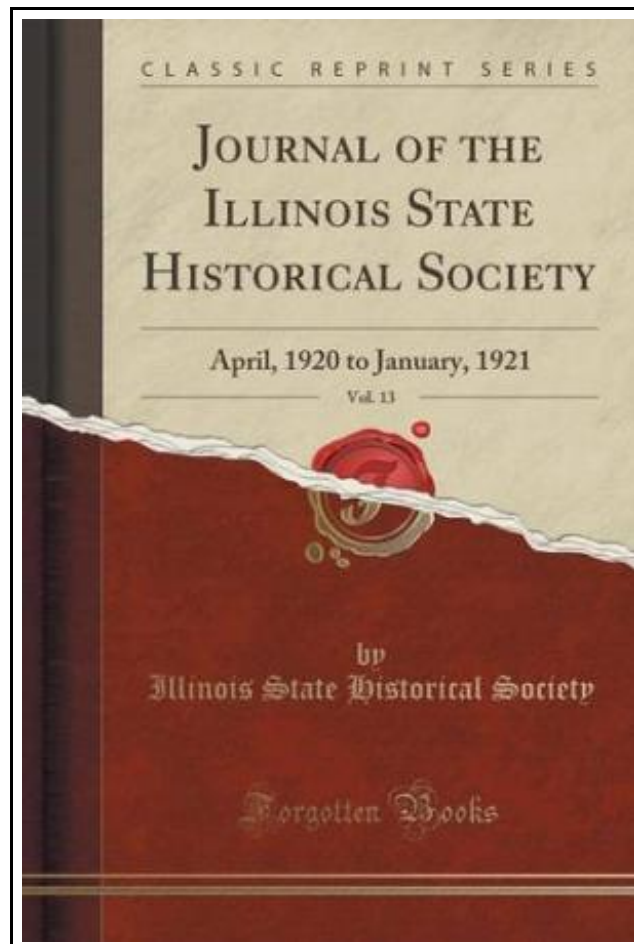 CLASSIC REPRINT SERIES
JOURNAL OF THE
ILLINOIS STATE
HISTORICAL SOCIETY
April, 1920 to January, 1921
Vol. 13
by
Illinois State Historical Society
Forgotten Books